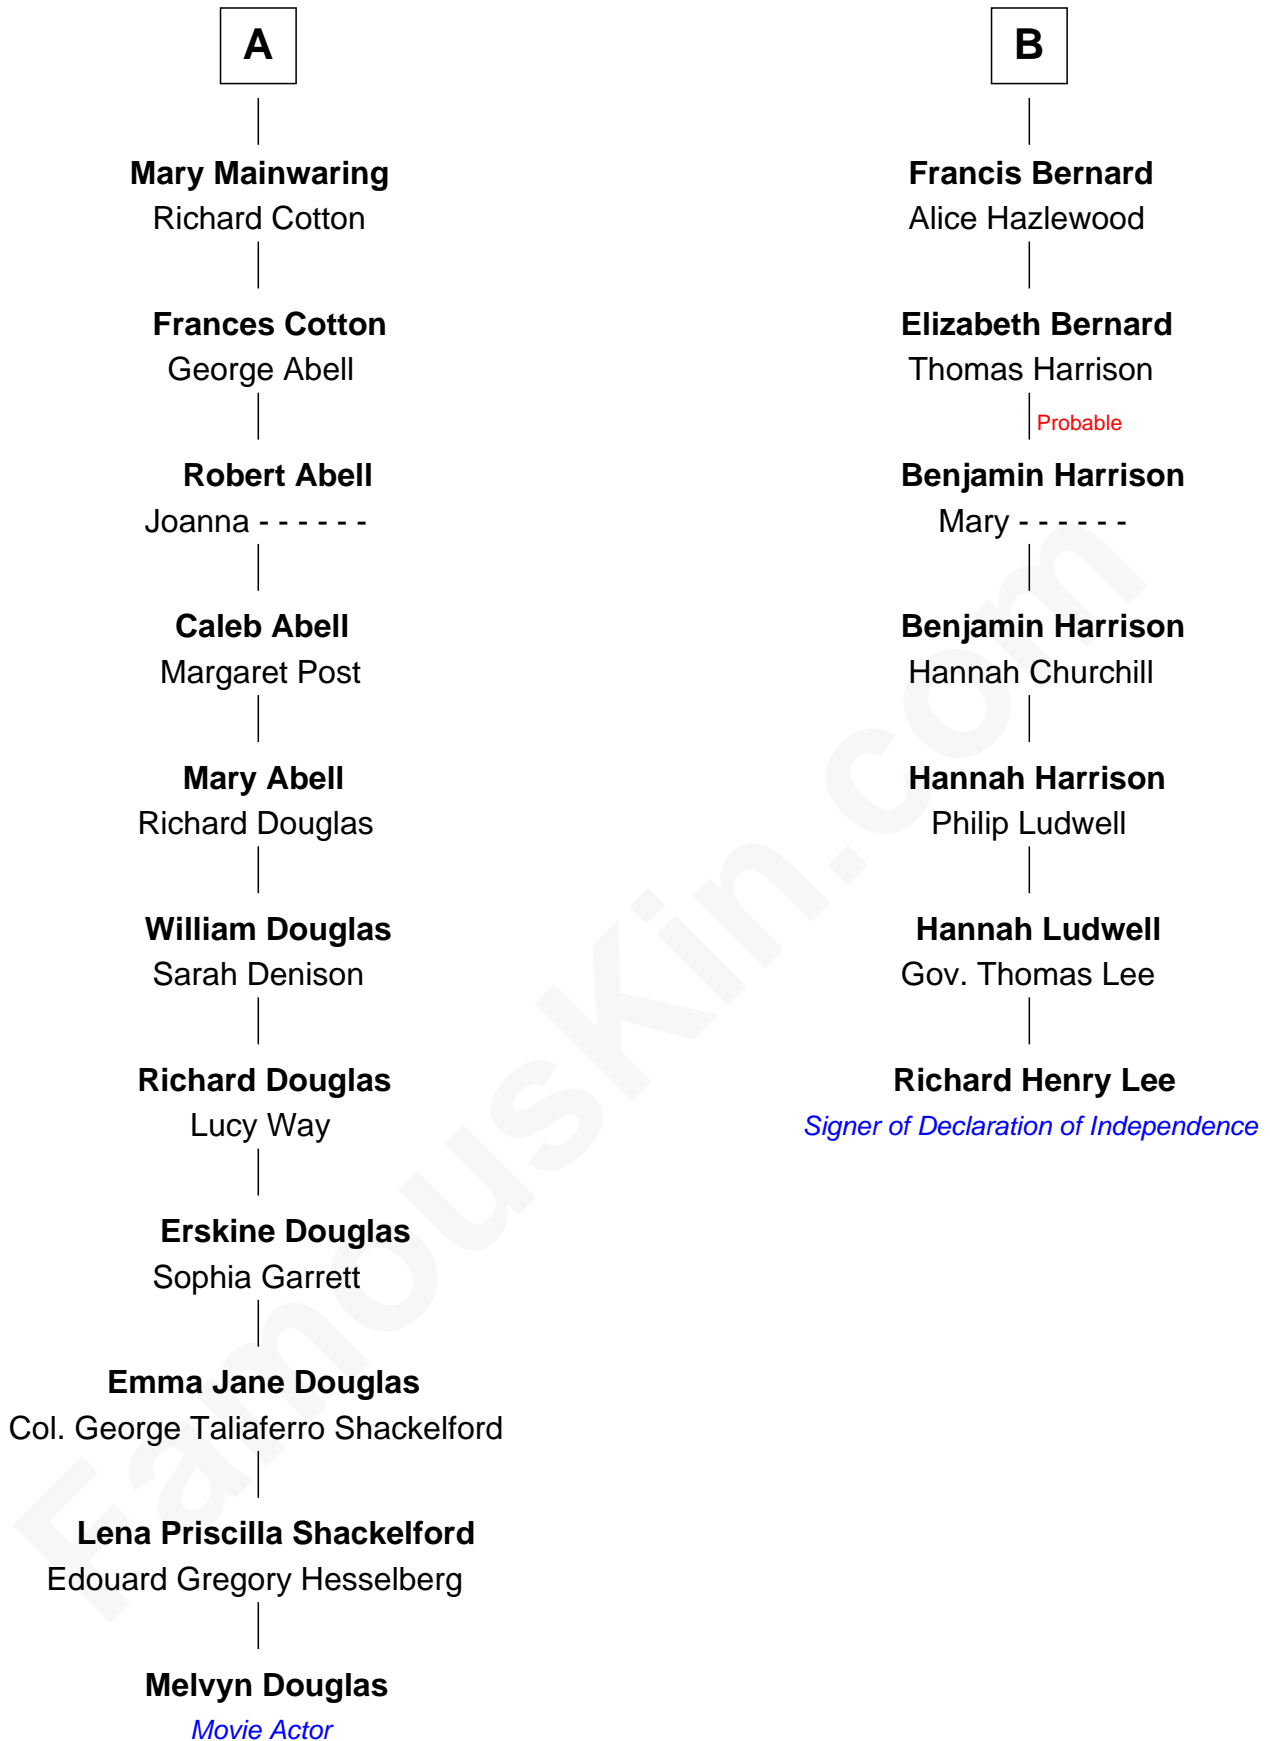 A
Mary Mainwaring
Richard Cotton
Frances Cotton
George Abell
Robert Abell
Joanna - - - - - -
Caleb Abell
Margaret Post
Mary Abell
Richard Douglas
William Douglas
Sarah Denison
Richard Douglas
Lucy Way
Erskine Douglas
Sophia Garrett
Emma Jane Douglas
Col. George Taliaferro Shackelford
Lena Priscilla Shackelford
Edouard Gregory Hesselberg
Melvyn Douglas
Movie Actor
B
Francis Bernard
Alice Hazlewood
Elizabeth Bernard
Thomas Harrison
Probable
Benjamin Harrison
Mary - - - - - -
Benjamin Harrison
Hannah Churchill
Hannah Harrison
Philip Ludwell
Hannah Ludwell
Gov. Thomas Lee
Richard Henry Lee
Signer of Declaration of Independence
FamousKin.com